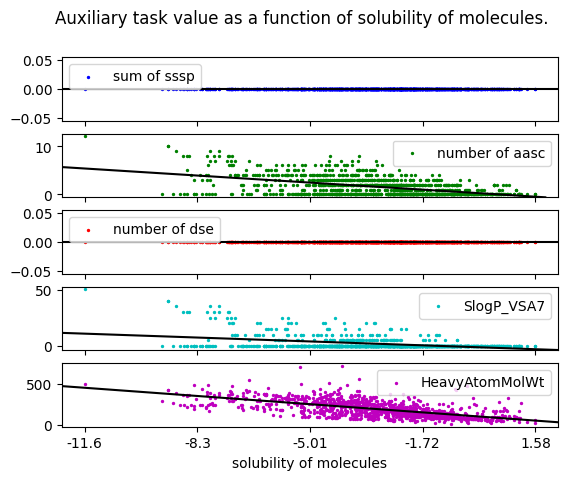 Auxiliary task value as a function of solubility of molecules.
0.05
0.00
−0.05
sum of sssp
10
0
number of aasc
0.05
0.00
−0.05
number of dse
50
0
SlogP_VSA7
500
0
HeavyAtomMolWt
-11.6 -8.3 -5.01 -1.72 1.58
solubility of molecules